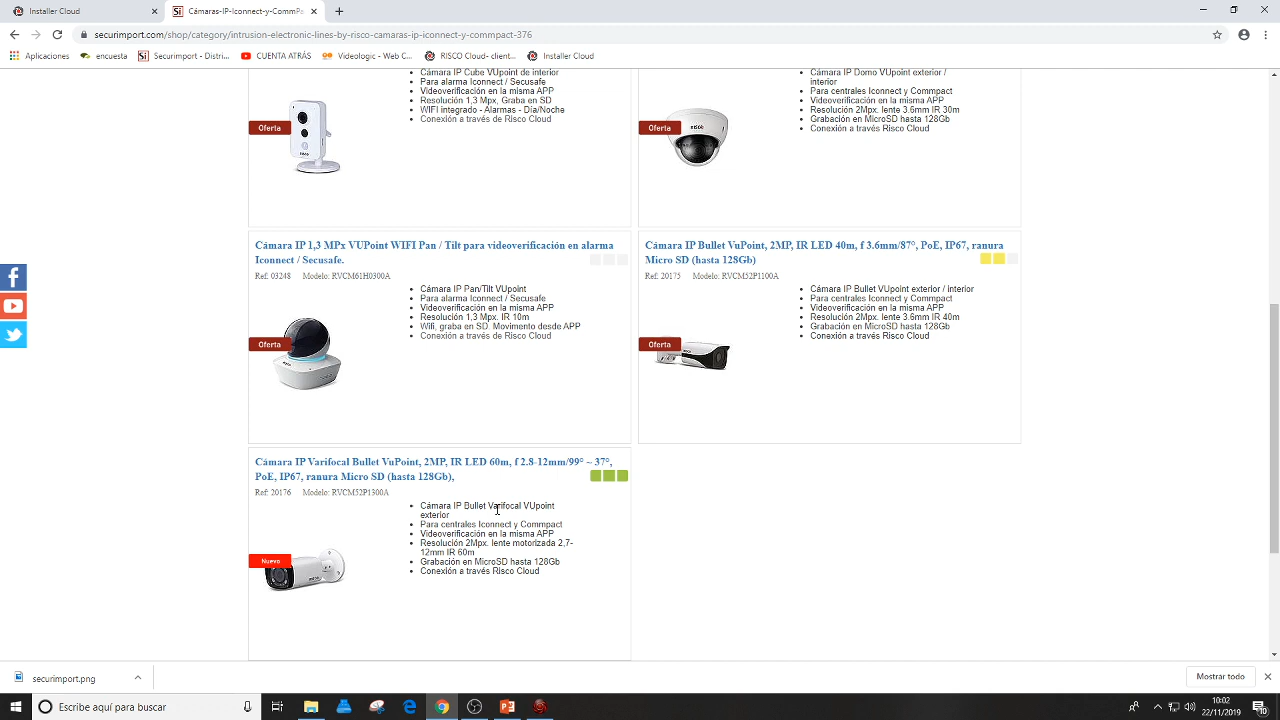 Installer Cloud
Cámaras-IP-Iconnect-y-CommPa
securimport.com/shop/category/intrusion-electronic-lines-by-risco-camaras-ip-iconnect-y-commpact-376
Aplicaciones encuesta Securimport - Distri... CUENTA ATRÁS Videologic - Web C... RISCO Cloud- client... Installer Cloud
Cámara IP Cube VUpoint de interior
Para alarma Iconnect / Secusafe
Videoverificación en la misma APP
Resolución 1,3 Mpx, Graba en SD
WIFI integrado - Alarmas - Día/Noche
Conexión a través de Risco Cloud
Oferta
Cámara IP Domo VUpoint exterior /
interior
Para centrales Iconnect y Commpact
Videoverificación en la misma APP
Resolución 2Mpx. lente 3.6mm IR 30m
Grabación en MicroSD hasta 128Gb
Conexión a través Risco Cloud
Oferta
Cámara IP 1,3 MPx VUPoint WIFI Pan / Tilt para videoverificación en alarma
Iconnect / Secusafe.
Ref: 03248 Modelo: RVCM61H0300A
Cámara IP Pan/Tilt VUpoint
Para alarma Iconnect / Secusafe
Videoverificación en la misma APP
Resolución 1,3 Mpx. IR 10m
Wifi, graba en SD. Movimento desde APP
Conexión a través de Risco Cloud
Oferta
Cámara IP Bullet VuPoint, 2MP, IR LED 40m, f 3.6mm/87°, PoE, IP67, ranura
Micro SD (hasta 128Gb)
Ref: 20175 Modelo: RVCM52P1100A
Cámara IP Bullet VUpoint exterior / interior
Para centrales Iconnect y Commpact
Videoverificación en la misma APP
Resolución 2Mpx. lente 3.6mm IR 40m
Grabación en MicroSD hasta 128Gb
Conexión a través Risco Cloud
Oferta
Cámara IP Varifocal Bullet VuPoint, 2MP, IR LED 60m, f 2.8-12mm/99° ~ 37°,
PoE, IP67, ranura Micro SD (hasta 128Gb),
Ref: 20176 Modelo: RVCM52P1300A
Cámara IP Bullet Varifocal VUpoint
exterior
Para centrales Iconnect y Commpact
Videoverificación en la misma APP
Resolución 2Mpx. lente motorizada 2,7-
12mm IR 60m
Grabación en MicroSD hasta 128Gb
Conexión a través Risco Cloud
Nuevo
securimport.png
Mostrar todo
Escribe aquí para buscar
10:02
22/11/2019